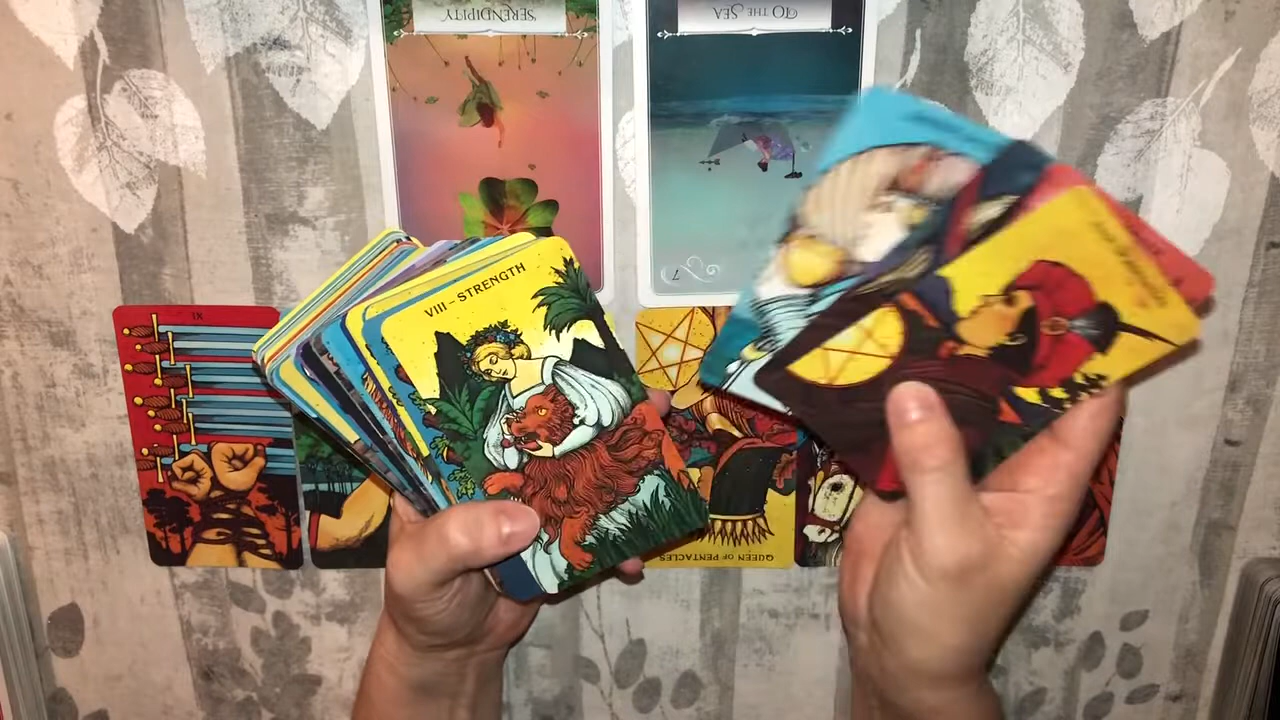 SERENDIPITY
TO THE SEA
7
VIII – STRENGTH
IX
QUEEN OF PENTACLES